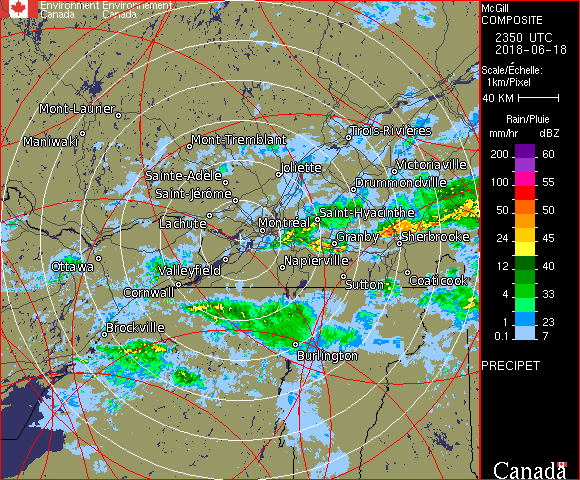 Environment Environnement
Canada Canada
McGill
COMPOSITE
2350 UTC
2018-06-18
Scale/Échelle:
1km/Pixel
40 KM
Rain/Pluie
mm/hr dBZ
200 60
100 55
50 50
24 45
12 40
4 33
1 23
0.1 7
PRECIPET
Canada
Mont-Laurier
Maniwaki
Mont-Tremblant
Trois-Rivières
Joliette
Victoriaville
Sainte-Adèle
Drummondville
Saint-Jérôme
Lachute
Saint-Hyacinthe
Montréal
Granby
Sherbrooke
Ottawa
Valleyfield
Napierville
Cornwall
Sutton
Coaticook
Brockville
Burlington